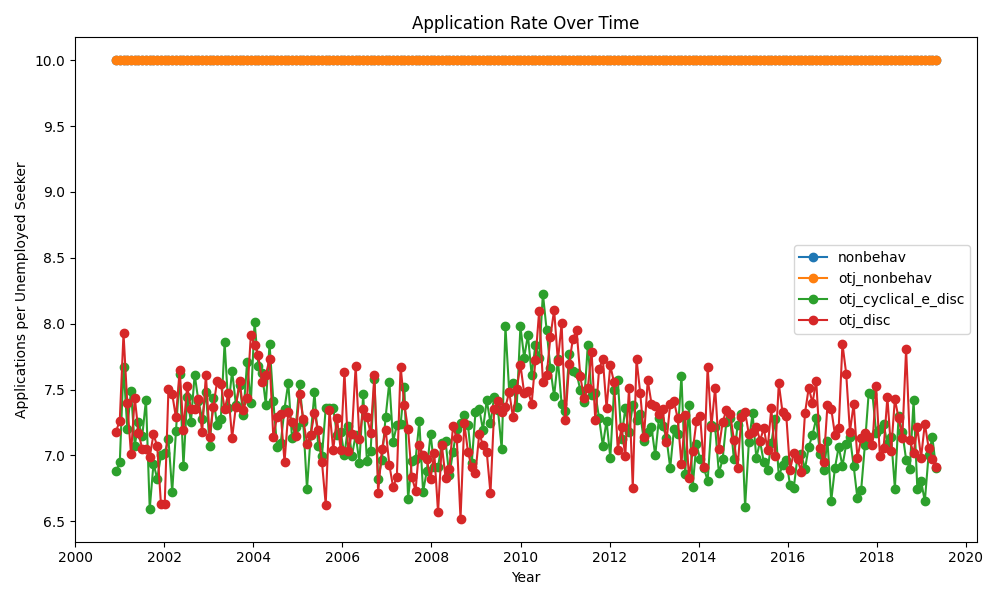 Application Rate Over Time
Applications per Unemployed Seeker
10.0
9.5
9.0
8.5
8.0
7.5
7.0
6.5
nonbehav
otj_nonbehav
otj_cyclical_e_disc
otj_disc
2000 2002 2004 2006 2008 2010 2012 2014 2016 2018 2020
Year